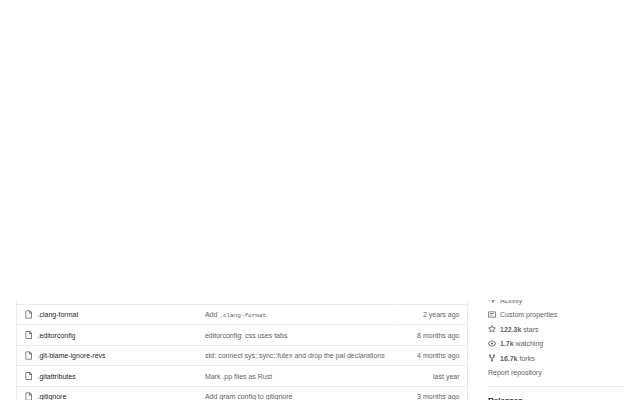 .clang-format Add .clang-format. 2 years ago
.editorconfig editorconfig: css uses tabs 8 months ago
.git-blame-ignore-revs std: connect sys::sync::futex and drop the pal declarations 4 months ago
.gitattributes Mark .pp files as Rust last year
.gitignore Add gram config to gitignore 3 months ago
Activity
Custom properties
122.3k stars
1.7k watching
16.7k forks
Report repository
Releases